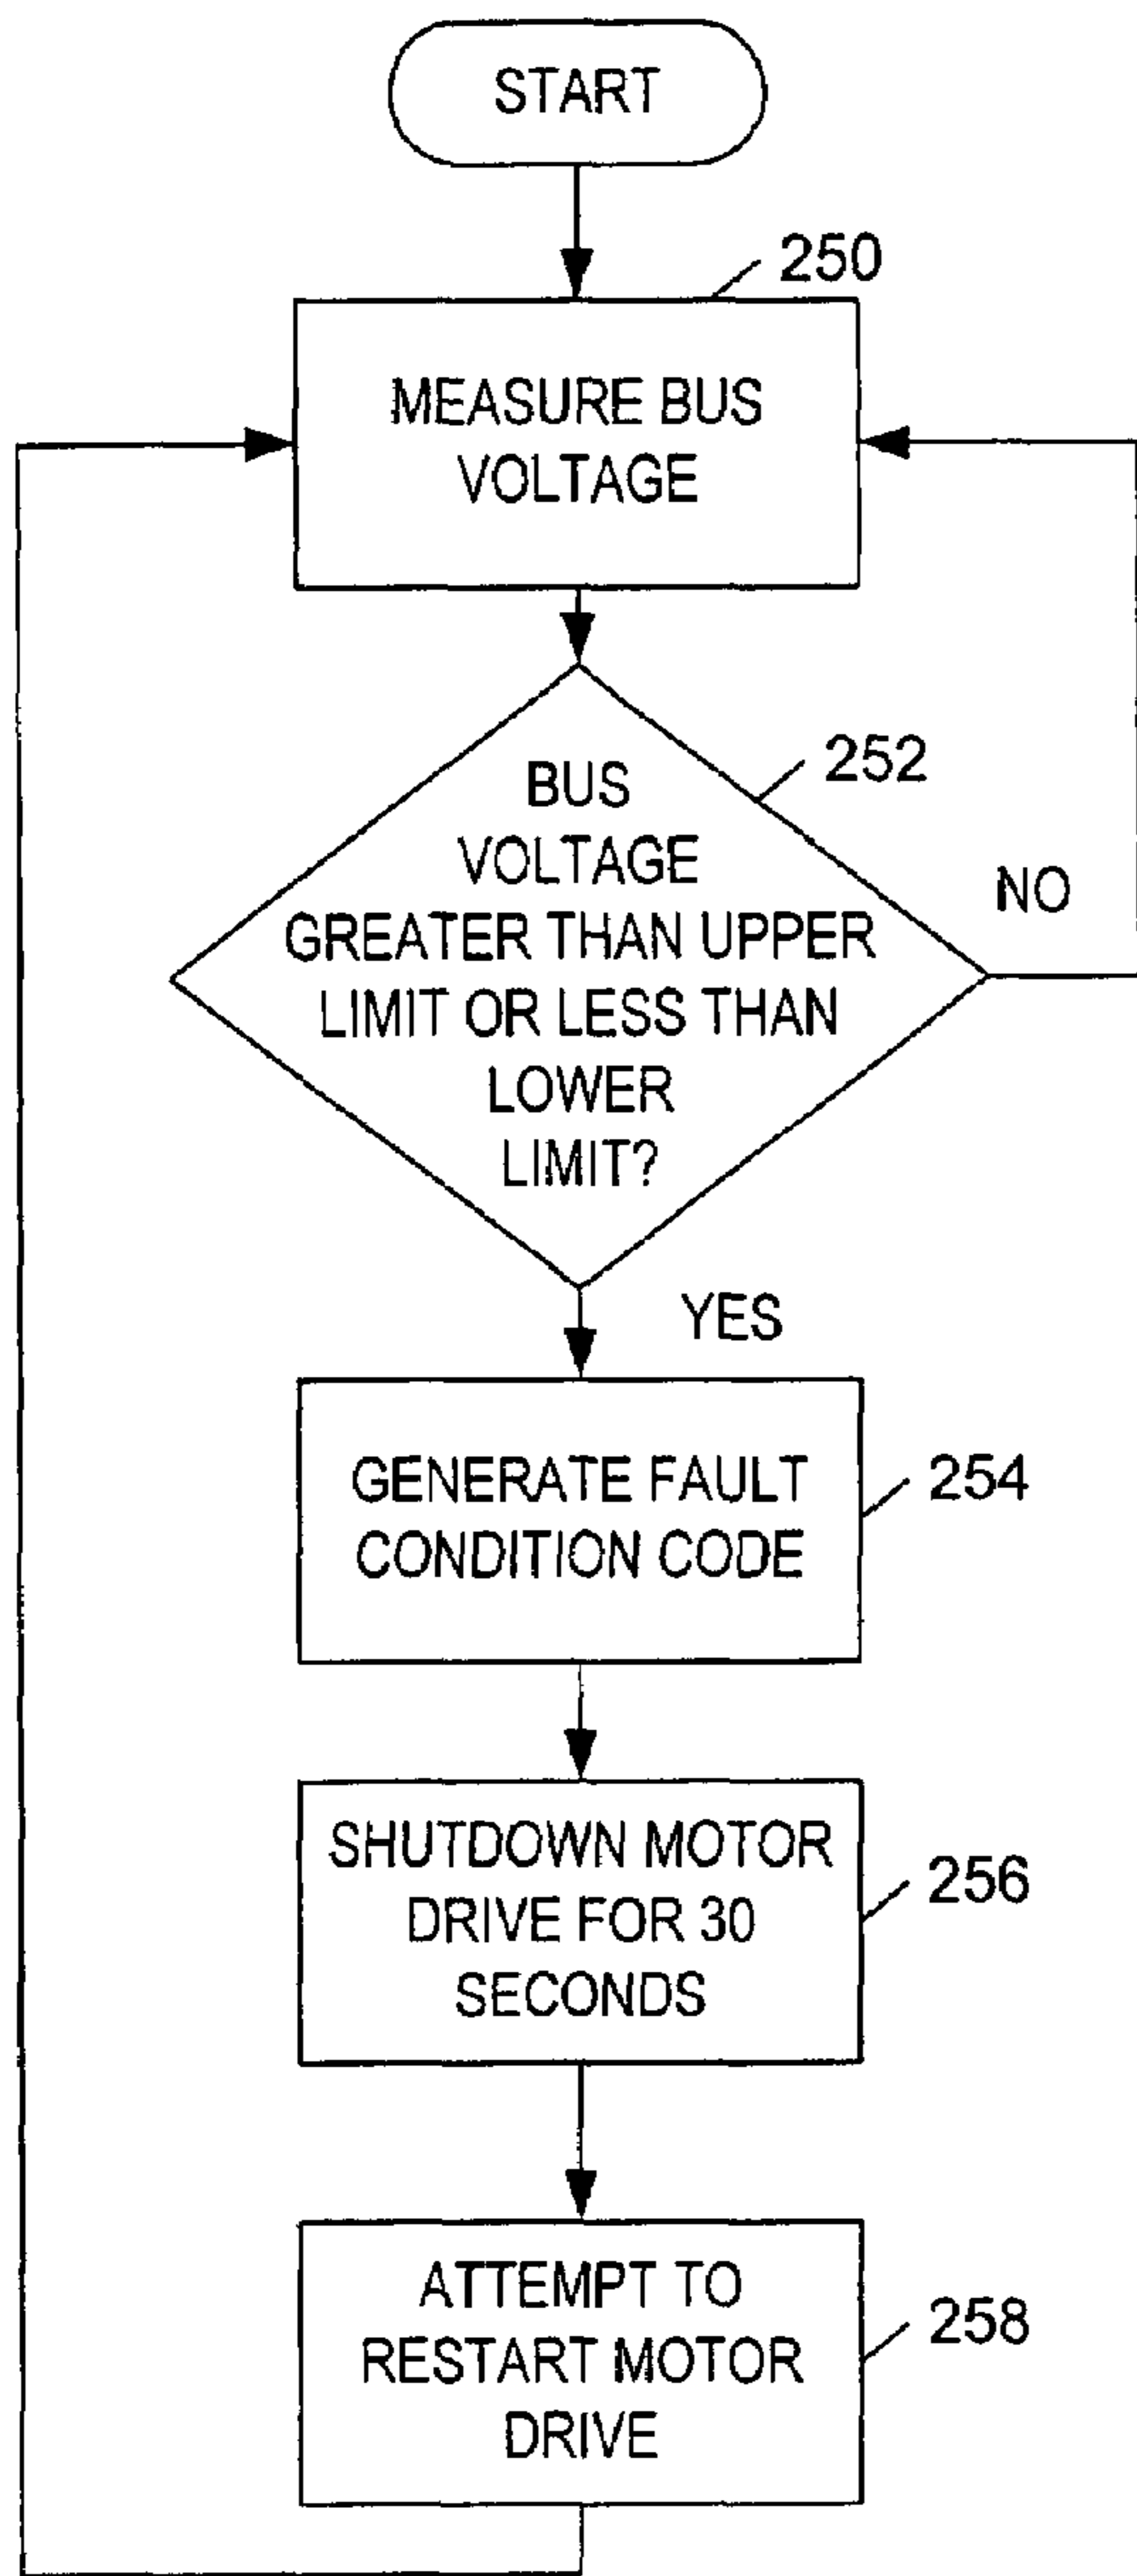 START
250
MEASURE BUS
VOLTAGE
252
BUS
VOLTAGE
GREATER THAN UPPER
LIMIT OR LESS THAN
LOWER
LIMIT?
NO
YES
GENERATE FAULT
CONDITION CODE
254
SHUTDOWN MOTOR
DRIVE FOR 30
SECONDS
256
ATTEMPT TO
RESTART MOTOR
DRIVE
258